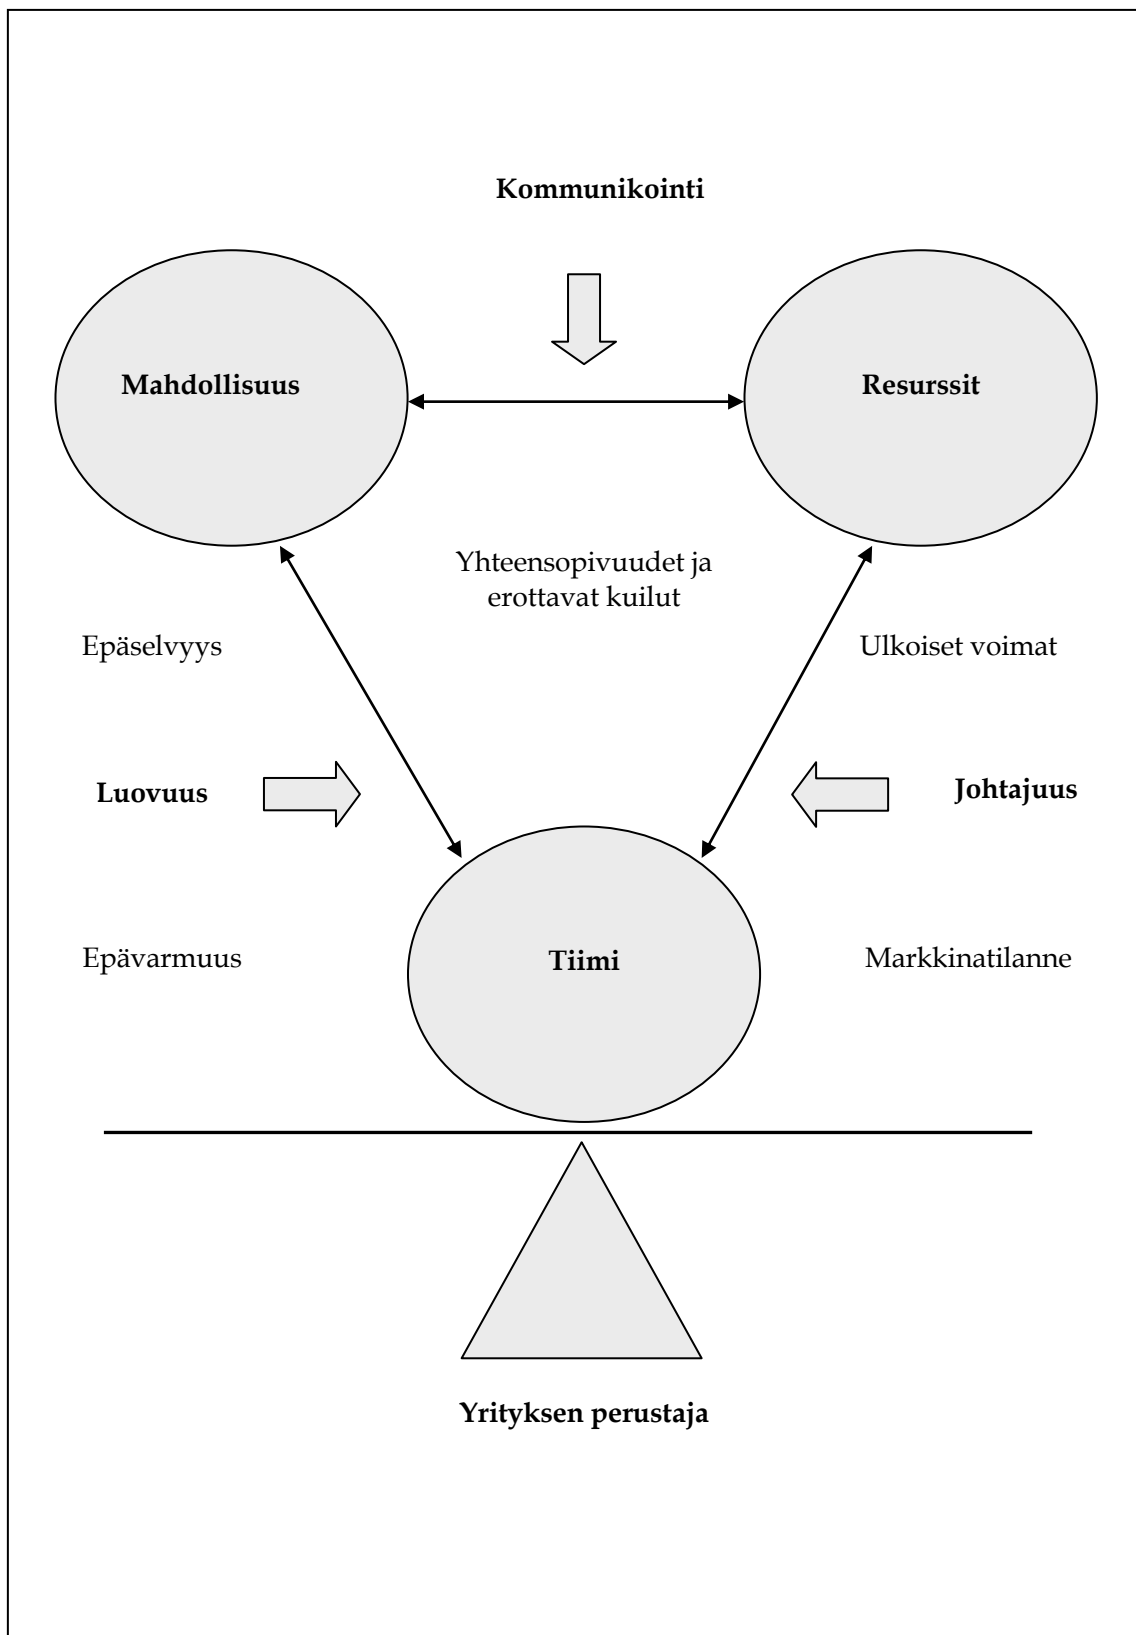 Kommunikointi
Mahdollisuus
Resurssit
Yhteensopivuudet ja
erottavat kuilut
Epäselvyys
Ulkoiset voimat
Luovuus
Johtajuus
Epävarmuus
Tiimi
Markkinatilanne
Yrityksen perustaja